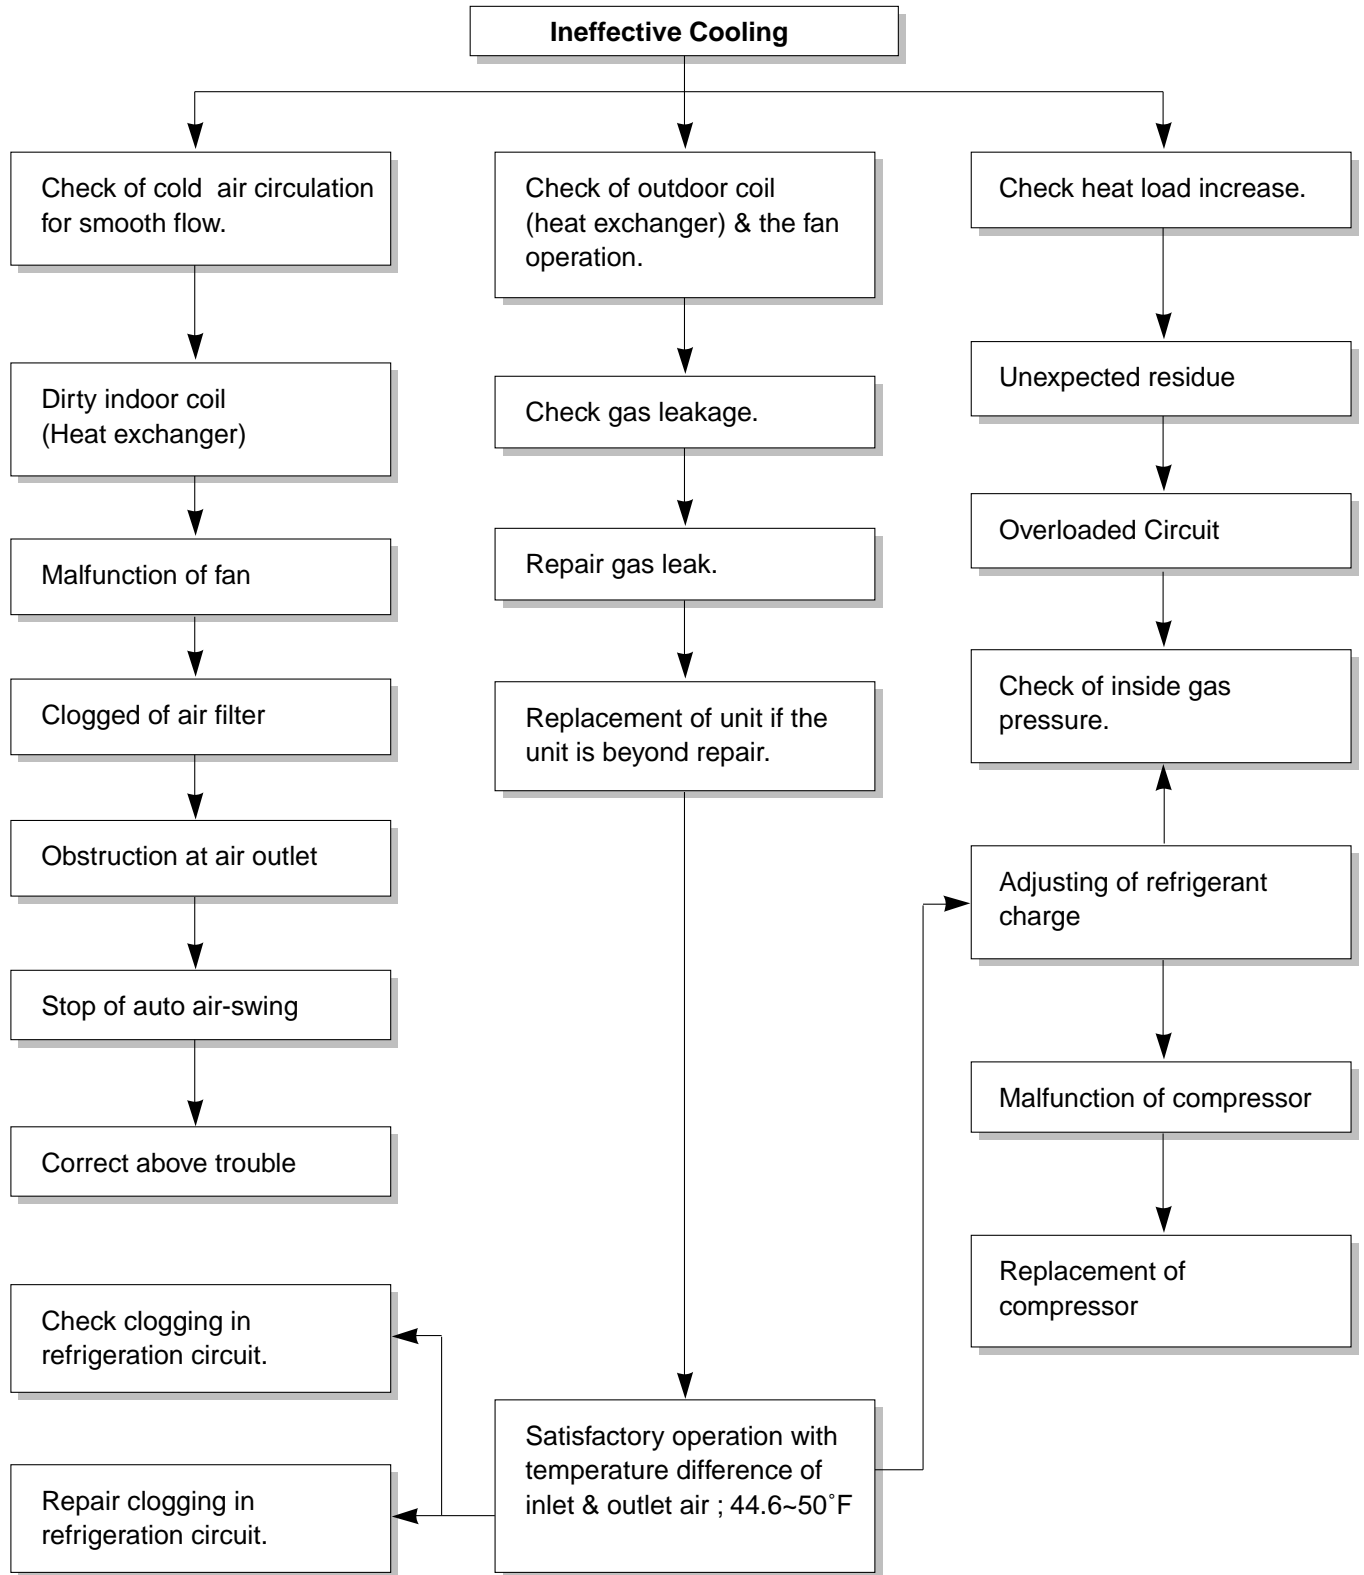 Ineffective Cooling
Check of cold air circulation
for smooth flow.
Dirty indoor coil
(Heat exchanger)
Malfunction of fan
Clogged of air filter
Obstruction at air outlet
Stop of auto air-swing
Correct above trouble
Check clogging in
refrigeration circuit.
Repair clogging in
refrigeration circuit.
Check of outdoor coil
(heat exchanger) & the fan
operation.
Check gas leakage.
Repair gas leak.
Replacement of unit if the
unit is beyond repair.
Satisfactory operation with
temperature difference of
inlet & outlet air ; 44.6~50˚F
Check heat load increase.
Unexpected residue
Overloaded Circuit
Check of inside gas
pressure.
Adjusting of refrigerant
charge
Malfunction of compressor
Replacement of
compressor